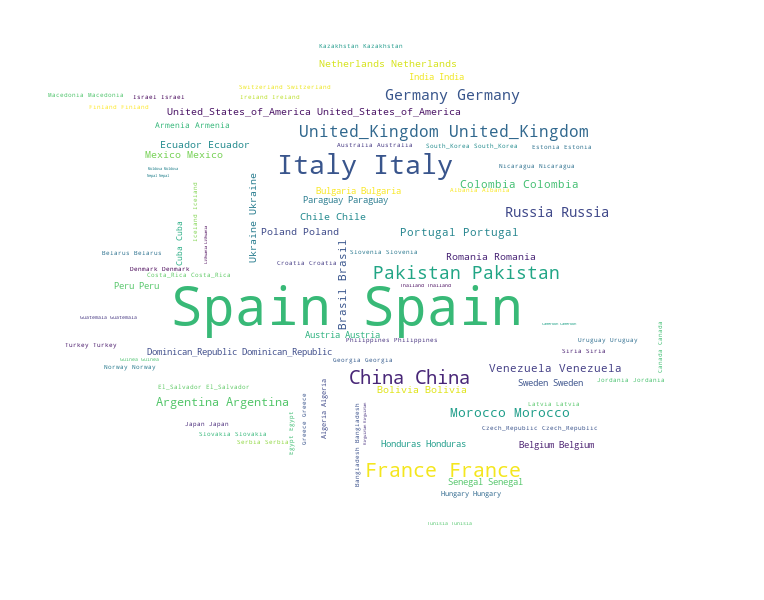 Kazakhstan Kazakhstan
Netherlands Netherlands
India India
Switzerland Switzerland
Macedonia Macedonia
Israel Israel
Ireland Ireland
Germany Germany
Finland Finland
United_States_of_America United_States_of_America
Armenia Armenia
United_Kingdom United_Kingdom
Ecuador Ecuador
Australia Australia
South_Korea South_Korea
Estonia Estonia
Mexico Mexico
Italy Italy
Nicaragua Nicaragua
Moldova Moldova
Nepal Nepal
Colombia Colombia
Bulgaria Bulgaria
Albania Albania
Paraguay Paraguay
Iceland Iceland
Ukraine Ukraine
Russia Russia
Chile Chile
Cuba Cuba
Lithuania Lithuania
Poland Poland
Portugal Portugal
Belarus Belarus
Slovenia Slovenia
Romania Romania
Croatia Croatia
Denmark Denmark
Costa_Rica Costa_Rica
Brasil Brasil
Pakistan Pakistan
Peru Peru
Thailand Thailand
Spain Spain
Guatemala Guatemala
Cameroon Cameroon
Austria Austria
Philippines Philippines
Uruguay Uruguay
Canada Canada
Turkey Turkey
Dominican_Republic Dominican_Republic
Siria Siria
Guinea Guinea
Georgia Georgia
Norway Norway
Venezuela Venezuela
China China
Sweden Sweden
Jordania Jordania
El_Salvador El_Salvador
Bolivia Bolivia
Argentina Argentina
Latvia Latvia
Algeria Algeria
Greece Greece
Bangladesh Bangladesh
Morocco Morocco
Japan Japan
Egypt Egypt
Czech_Republic Czech_Republic
Slovakia Slovakia
Serbia Serbia
Honduras Honduras
Belgium Belgium
France France
Senegal Senegal
Hungary Hungary
Tunisia Tunisia